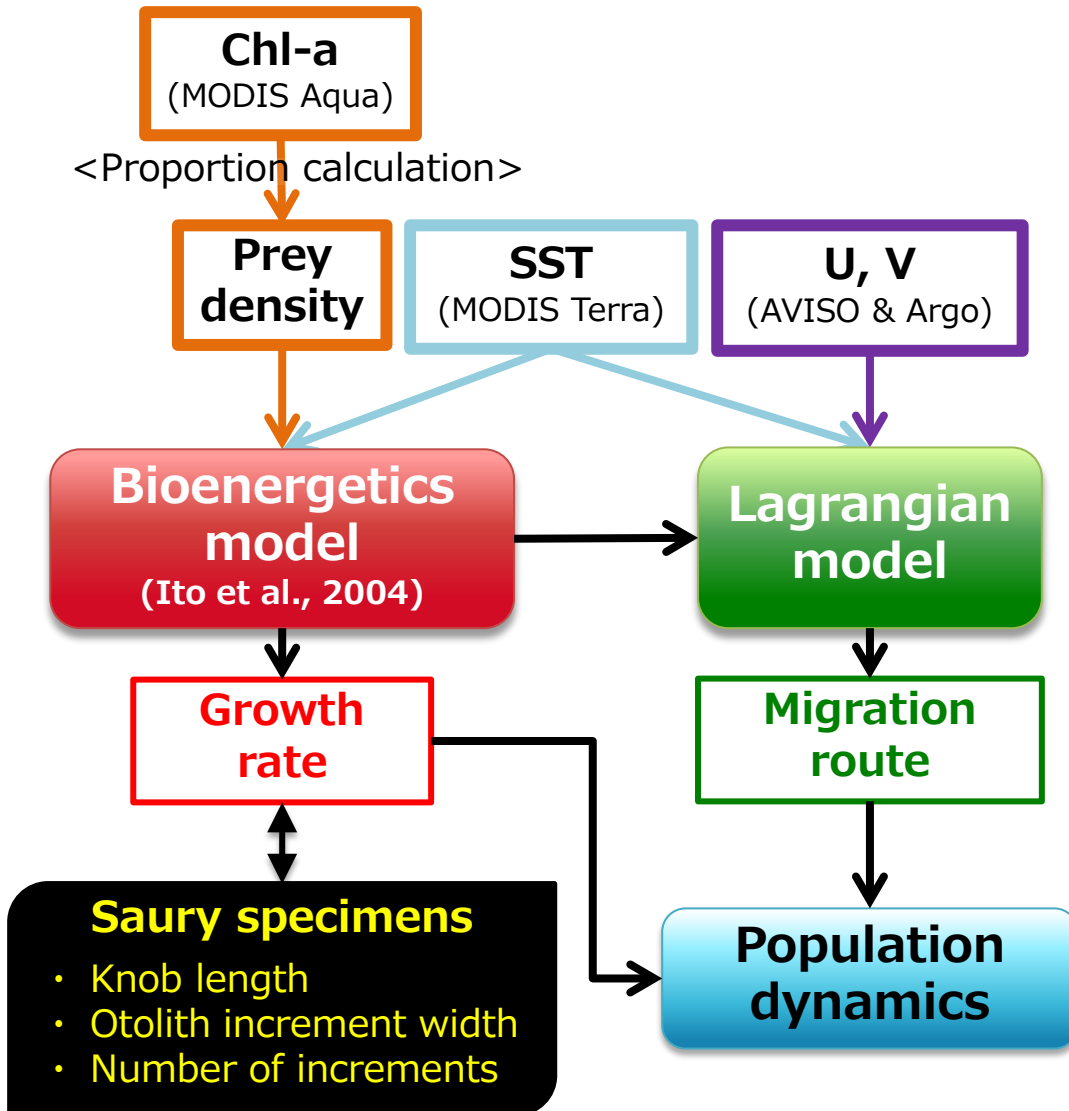 Chl-a
(MODIS Aqua)
<Proportion calculation>
Prey
density
SST
(MODIS Terra)
U, V
(AVISO & Argo)
Bioenergetics
model
(Ito et al., 2004)
Lagrangian
model
Growth
rate
Migration
route
Saury specimens
・ Knob length
・ Otolith increment width
・ Number of increments
Population
dynamics